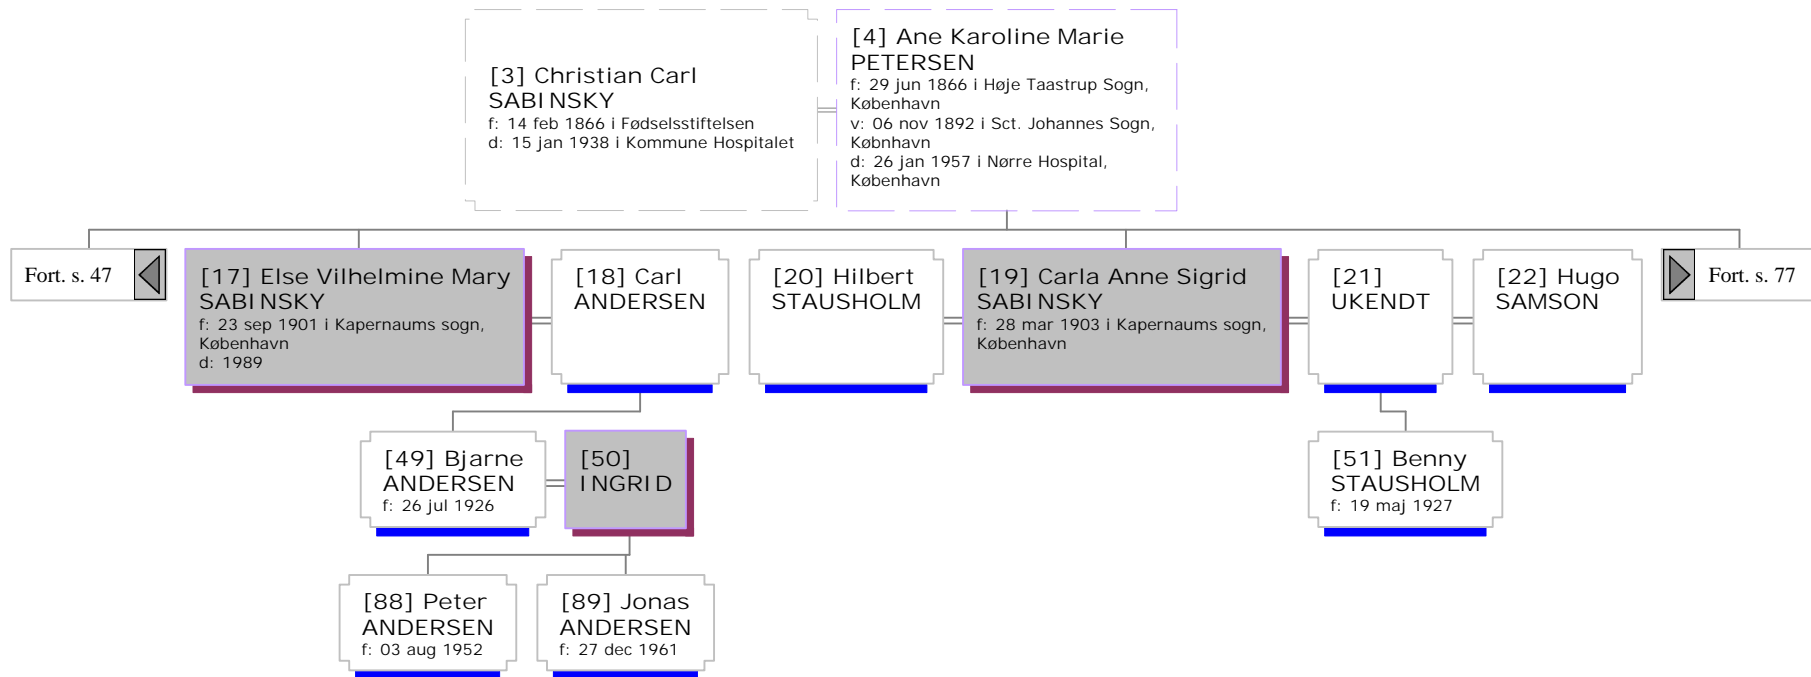 [3] Christian Carl
SABINSKY
f: 14 feb 1866 i Fødselsstiftelsen
d: 15 jan 1938 i Kommune Hospitalet
[4] Ane Karoline Marie
PETERSEN
f: 29 jun 1866 i Høje Taastrup Sogn,
København
v: 06 nov 1892 i Sct. Johannes Sogn,
Købnhavn
d: 26 jan 1957 i Nørre Hospital,
København
Fort. s. 47
[17] Else Vilhelmine Mary
SABINSKY
f: 23 sep 1901 i Kapernaums sogn,
København
d: 1989
[18] Carl
ANDERSEN
[20] Hilbert
STAUSHOLM
[19] Carla Anne Sigrid
SABINSKY
f: 28 mar 1903 i Kapernaums sogn,
København
[21]
UKENDT
[22] Hugo
SAMSON
Fort. s. 77
[49] Bjarne
ANDERSEN
f: 26 jul 1926
[50]
INGRID
[51] Benny
STAUSHOLM
f: 19 maj 1927
[88] Peter
ANDERSEN
f: 03 aug 1952
[89] Jonas
ANDERSEN
f: 27 dec 1961